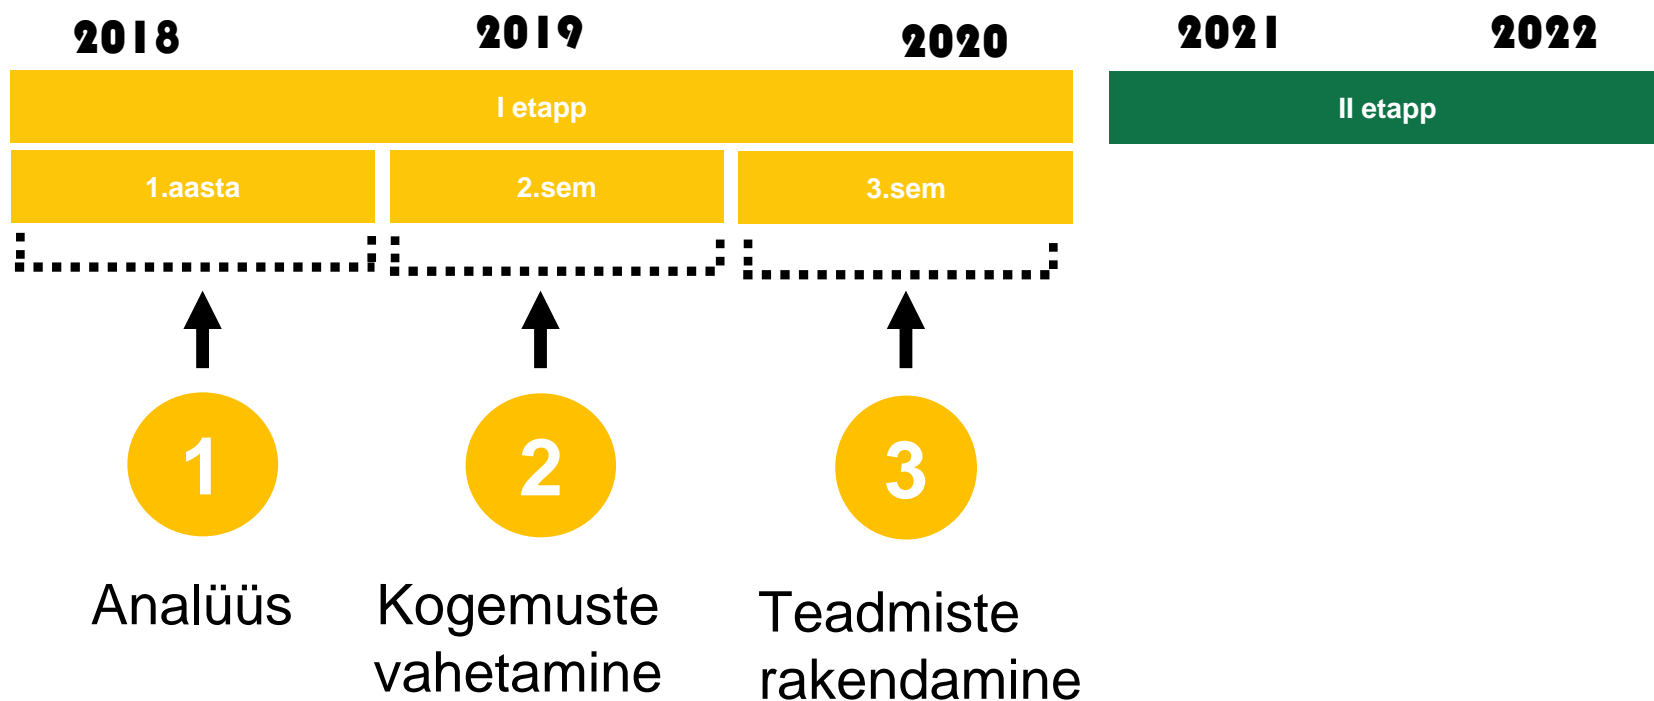 2018
2019
2020
2021
2022
I etapp
II etapp
1.aasta
2.sem
3.sem
1
2
3
Analüüs
Kogemuste
vahetamine
Teadmiste
rakendamine